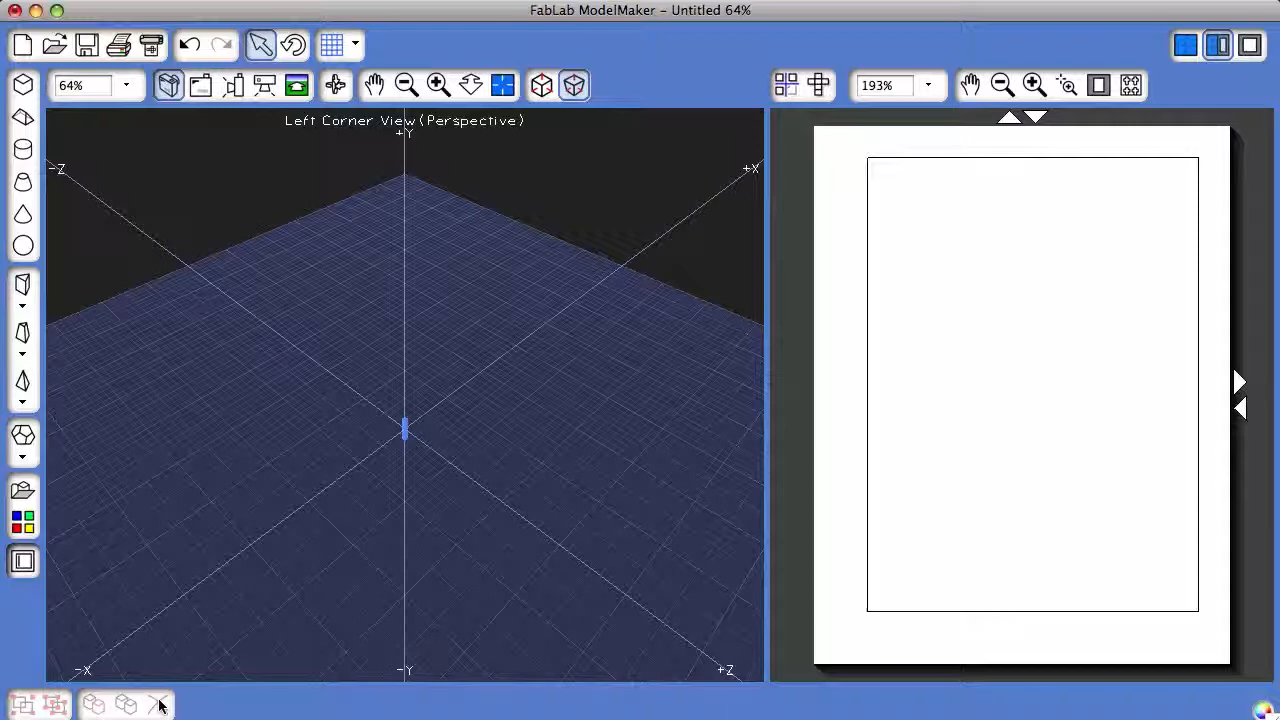 FabLab ModelMaker - Untitled 64%
64%
193%
Left Corner View (Perspective)
+Y
-Z
+X
-X
-Y
+Z